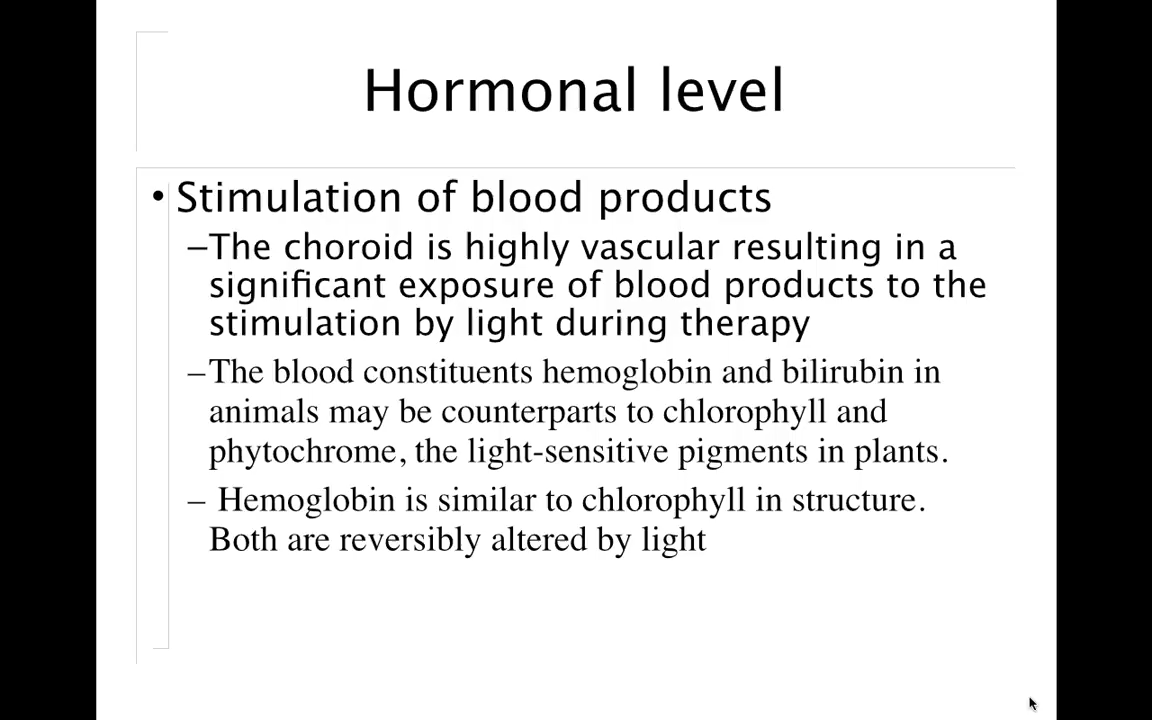 Hormonal level
• Stimulation of blood products
–The choroid is highly vascular resulting in a
significant exposure of blood products to the
stimulation by light during therapy
–The blood constituents hemoglobin and bilirubin in
animals may be counterparts to chlorophyll and
phytochrome, the light-sensitive pigments in plants.
– Hemoglobin is similar to chlorophyll in structure.
Both are reversibly altered by light